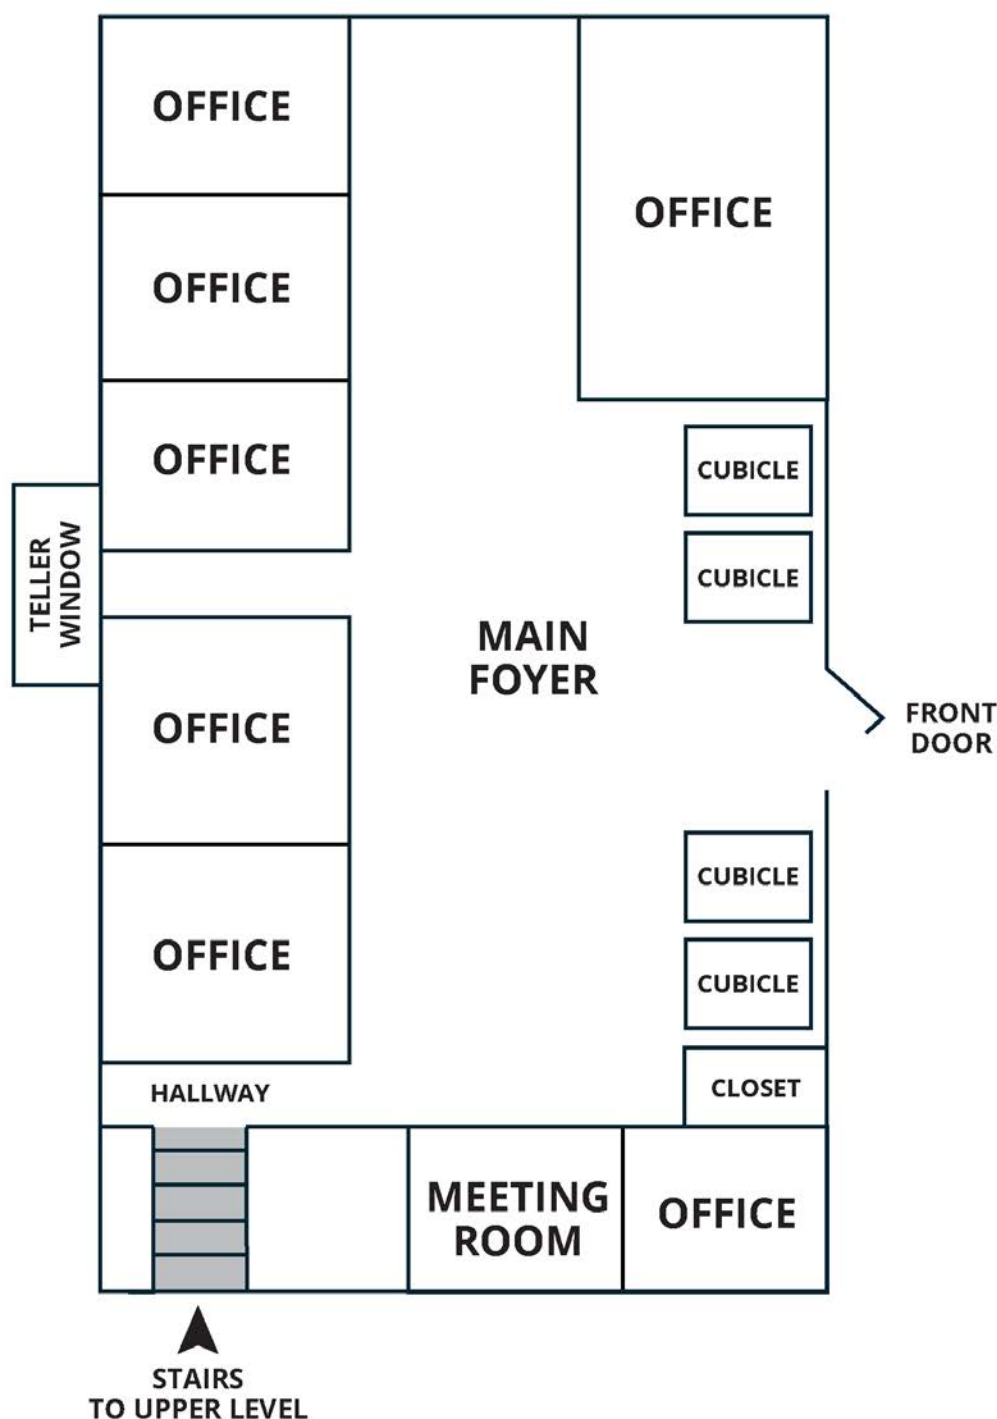 OFFICE
OFFICE
OFFICE
OFFICE
CUBICLE
TELLER
WINDOW
CUBICLE
MAIN
FOYER
OFFICE
FRONT
DOOR
CUBICLE
OFFICE
CUBICLE
HALLWAY
CLOSET
MEETING
ROOM
OFFICE
STAIRS
TO UPPER LEVEL